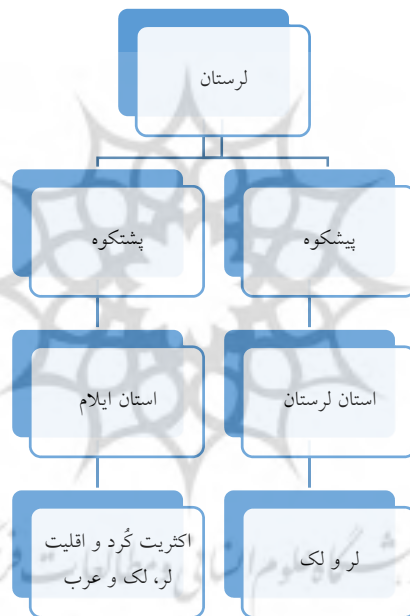 لرستان
پیشکوه
پشتکوه
استان لرستان
استان ایلام
لر و لک
اکثریت کُرد و اقلیت
لر، لک و عرب